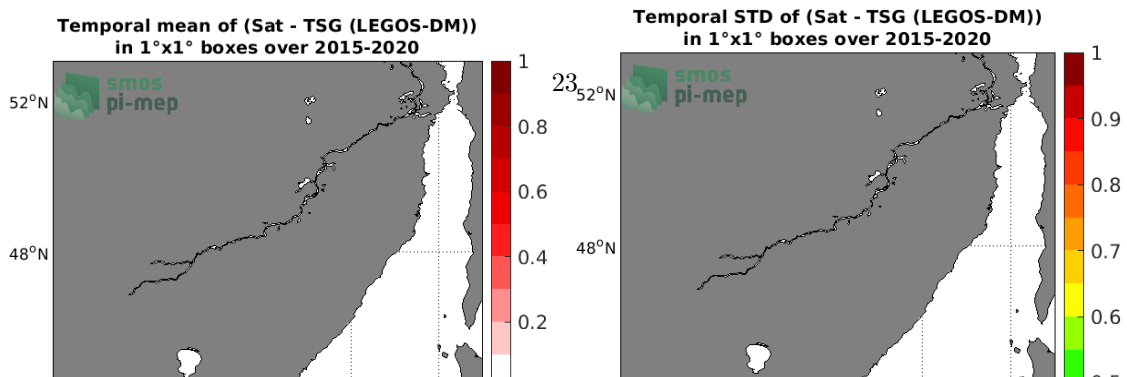 Temporal mean of (Sat - TSG (LEGOS-DM))
in 1°x1° boxes over 2015-2020
smos
pi-mep
52°N
48°N
1
0.8
0.6
0.4
0.2
23
Temporal STD of (Sat - TSG (LEGOS-DM))
in 1°x1° boxes over 2015-2020
smos
pi-mep
52°N
48°N
1
0.9
0.8
0.7
0.6